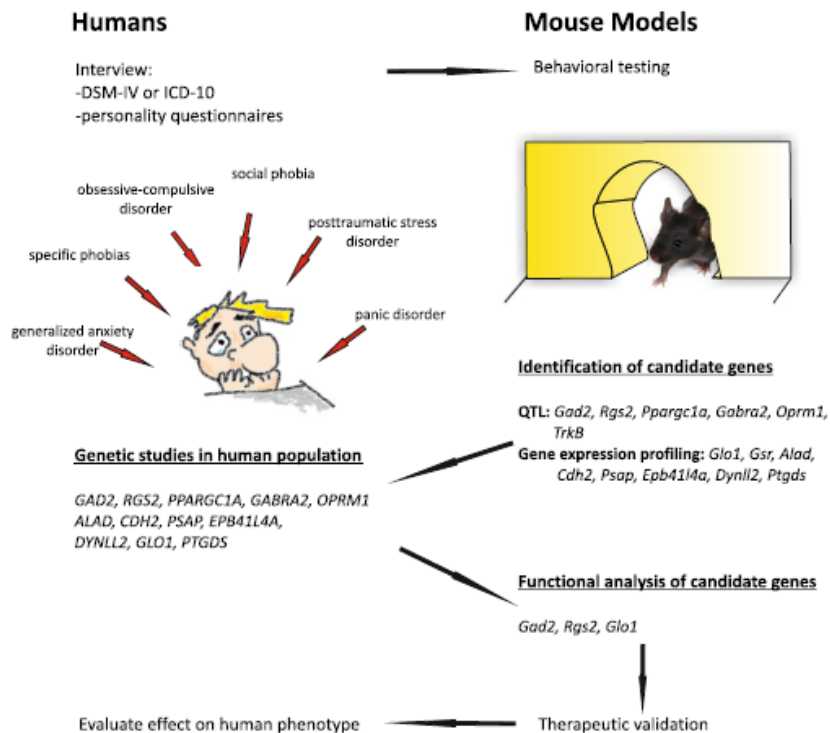 Humans
Mouse Models
Interview:
-DSM-IV or ICD-10
-personality questionnaires
Behavioral testing
social phobia
obsessive-compulsive
disorder
posttraumatic stress
disorder
specific phobias
panic disorder
generalized anxiety
disorder
Identification of candidate genes
QTL: Gad2, Rgs2, Ppargc1a, Gabra2, Oprm1,
TrkB
Gene expression profiling: Glo1, Gsr, Alad,
Cdh2, Psap, Epb41l4a, Dynll2, Ptgds
Genetic studies in human population
GAD2, RGS2, PPARGC1A, GABRA2, OPRM1
ALAD, CDH2, PSAP, EPB41L4A,
DYNLL2, GLO1, PTGDS
Functional analysis of candidate genes
Gad2, Rgs2, Glo1
Evaluate effect on human phenotype
Therapeutic validation